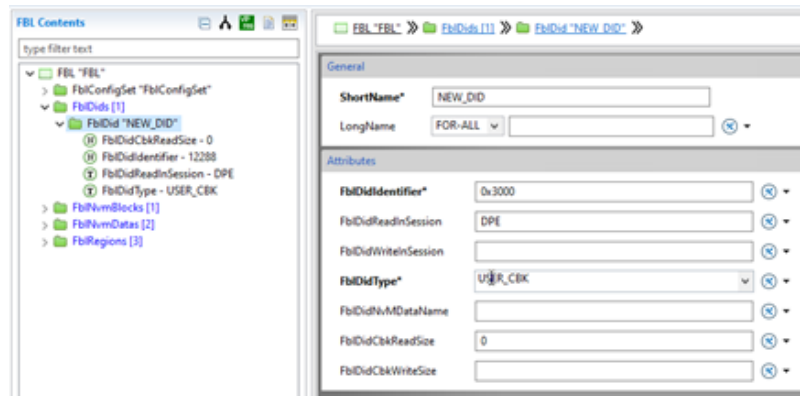 FBL Contents
type filter text
FBL "FBL"
FblConfigSet "FblConfigSet"
FblDids [1]
FblDid "NEW_DID"
FblDidCbkReadSize - 0
FblDidIdentifier - 12288
FblDidReadInSession - DPE
FblDidType - USER_CBK
FblNvmBlocks [1]
FblNvmDatas [2]
FblRegions [3]
FBL "FBL" FblDids [1] FblDid "NEW_DID"
General
ShortName* NEW_DID
LongName FOR-ALL
Attributes
FblDidIdentifier* 0x3000
FblDidReadInSession DPE
FblDidWriteInSession
FblDidType* USER_CBK
FblDidNvMDataName
FblDidCbkReadSize 0
FblDidCbkWriteSize